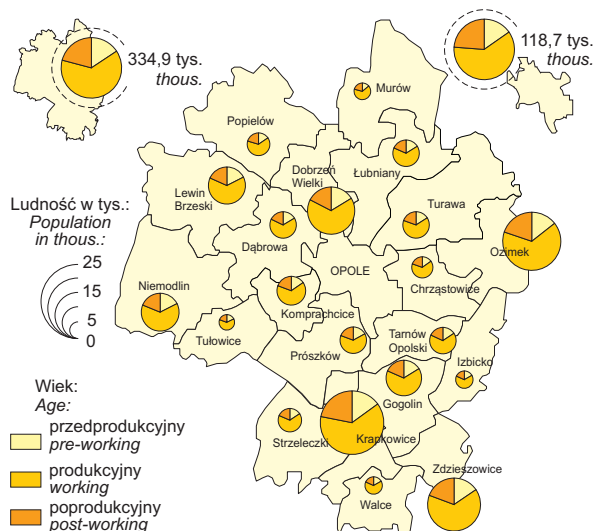 334,9 tys.
thous.
118,7 tys.
thous.
Murów
Popielów
Dobrzeń
Wielki
Łubniany
Lewin
Brzeski
Turawa
Ludność w tys.:
Population
in thous.:
25
15
5
0
Dąbrowa
Ozimek
OPOLE
Chrząstowice
Niemodlin
Komprachcice
Tułowice
Prószków
Tarnów
Opolski
Izbicko
Gogolin
Strzeleczki
Krapkowice
Zdzieszowice
Walce
Wiek:
Age:
przedprodukcyjny
pre-working
produkcyjny
working
poprodukcyjny
post-working